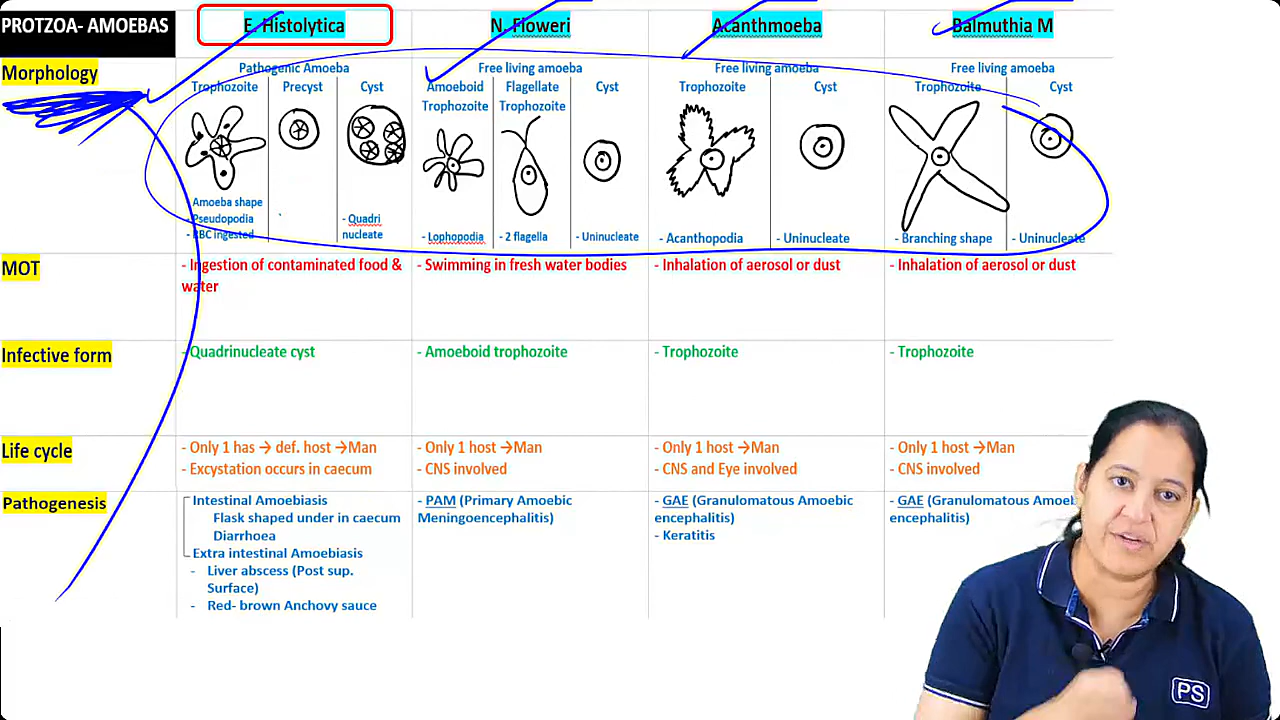 PROTZOA- AMOEBAS
E. Histolytica
N. Floweri
Acanthmoeba
Balmuthia M
Morphology
Pathogenic Amoeba
Trophozoite
Precyst
Cyst
Amoeba shape
- Pseudopodia
- RBC ingested
- Quadri
nucleate
Free living amoeba
Amoeboid
Trophozoite
Flagellate
Trophozoite
Cyst
- Lophopodia
- 2 flagella
- Uninucleate
Free living amoeba
Trophozoite
Cyst
- Acanthopodia
- Uninucleate
Free living amoeba
Trophozoite
Cyst
- Branching shape
- Uninucleate
MOT
- Ingestion of contaminated food &
water
- Swimming in fresh water bodies
- Inhalation of aerosol or dust
- Inhalation of aerosol or dust
Infective form
- Quadrinucleate cyst
- Amoeboid trophozoite
- Trophozoite
- Trophozoite
Life cycle
- Only 1 has → def. host →Man
- Excystation occurs in caecum
- Only 1 host →Man
- CNS involved
- Only 1 host →Man
- CNS and Eye involved
- Only 1 host →Man
- CNS involved
Pathogenesis
Intestinal Amoebiasis
Flask shaped under in caecum
Diarrhoea
Extra intestinal Amoebiasis
- Liver abscess (Post sup.
Surface)
- Red- brown Anchovy sauce
- PAM (Primary Amoebic
Meningoencephalitis)
- GAE (Granulomatous Amoebic
encephalitis)
- Keratitis
- GAE (Granulomatous Amoeb
encephalitis)
PS